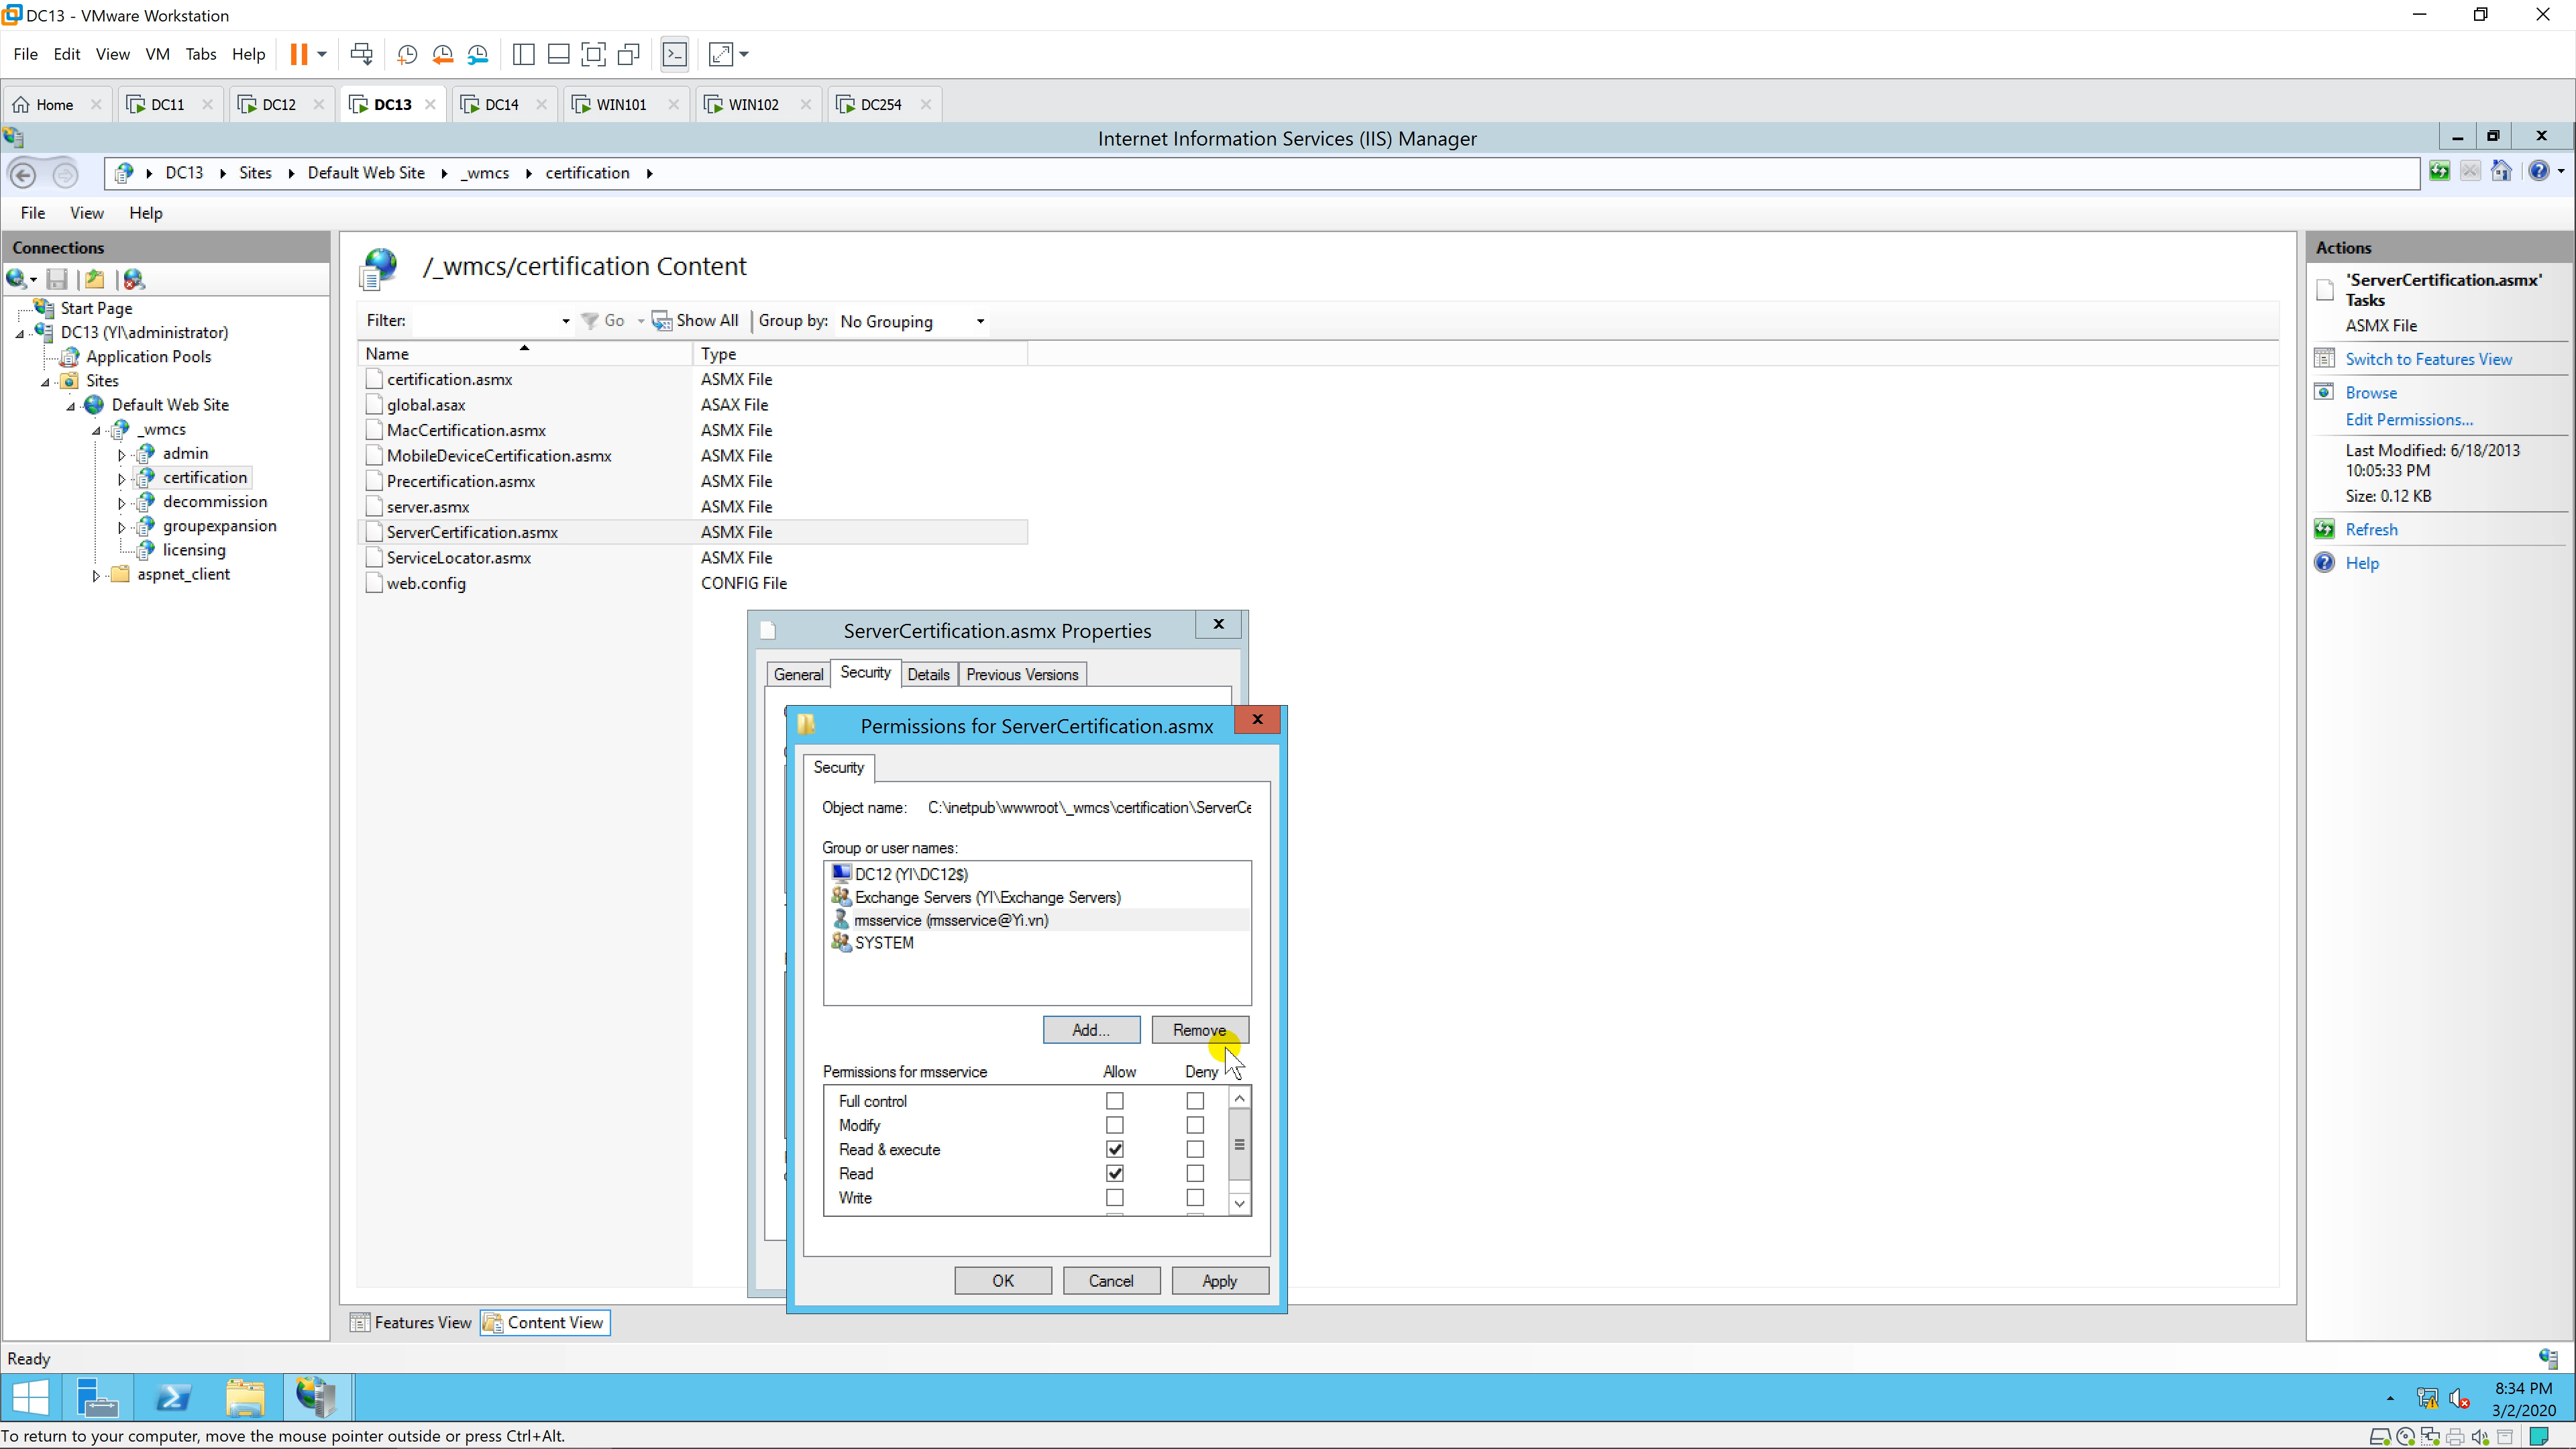 DC13 - VMware Workstation
File Edit View VM Tabs Help
Home DC11 DC12 DC13 DC14 WIN101 WIN102 DC254
Internet Information Services (IIS) Manager
DC13 Sites Default Web Site _wmcs certification
File View Help
Connections
Start Page
DC13 (YI\administrator)
Application Pools
Sites
Default Web Site
_wmcs
admin
certification
decommission
groupexpansion
licensing
aspnet_client
/_wmcs/certification Content
Filter: Go Show All Group by: No Grouping
Name Type
certification.asmx ASMX File
global.asax ASAX File
MacCertification.asmx ASMX File
MobileDeviceCertification.asmx ASMX File
Precertification.asmx ASMX File
server.asmx ASMX File
ServerCertification.asmx ASMX File
ServiceLocator.asmx ASMX File
web.config CONFIG File
ServerCertification.asmx Properties
General Security Details Previous Versions
Permissions for ServerCertification.asmx
Security
Object name: C:\inetpub\wwwroot\_wmcs\certification\ServerCe
Group or user names:
DC12 (YI\DC12$)
Exchange Servers (YI\Exchange Servers)
rmsservice (rmsservice@Yi.vn)
SYSTEM
Add... Remove
Permissions for rmsservice Allow Deny
Full control
Modify
Read & execute
Read
Write
OK Cancel Apply
Features View Content View
Actions
'ServerCertification.asmx'
Tasks
ASMX File
Switch to Features View
Browse
Edit Permissions...
Last Modified: 6/18/2013
10:05:33 PM
Size: 0.12 KB
Refresh
Help
Ready
8:34 PM
3/2/2020
To return to your computer, move the mouse pointer outside or press Ctrl+Alt.